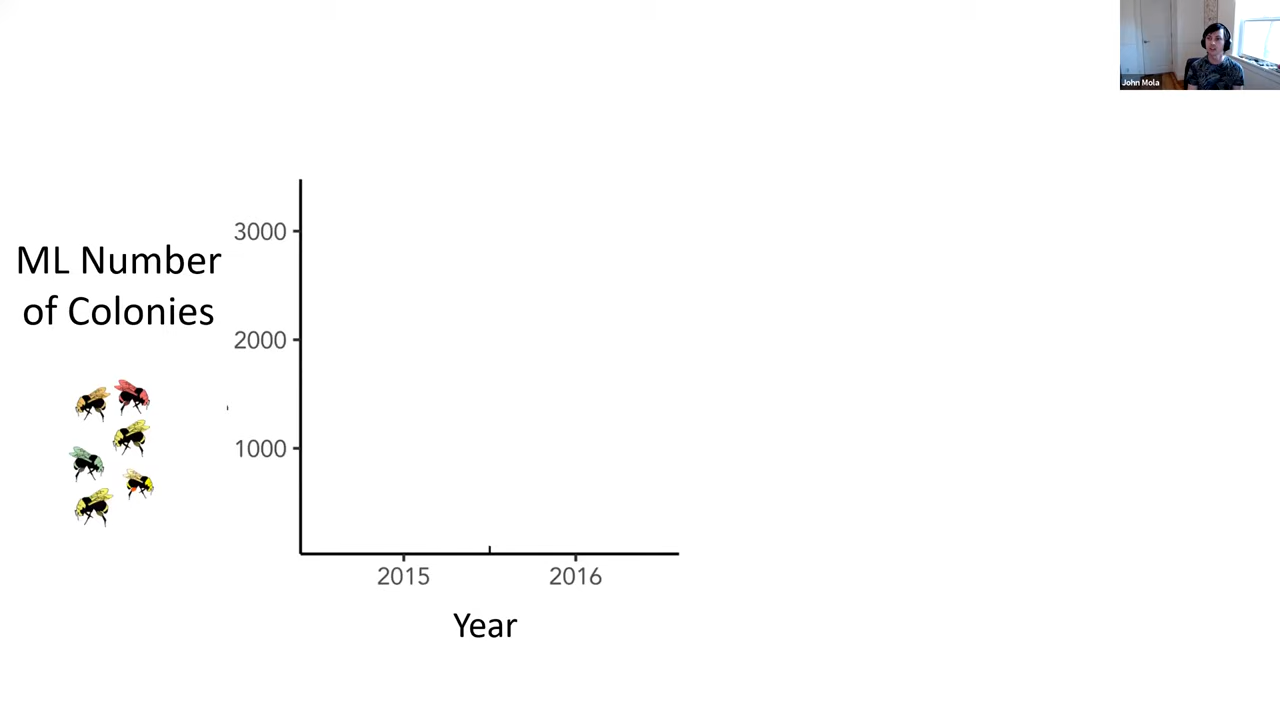 John Mola
3000
ML Number
of Colonies
2000
1000
2015
2016
Year